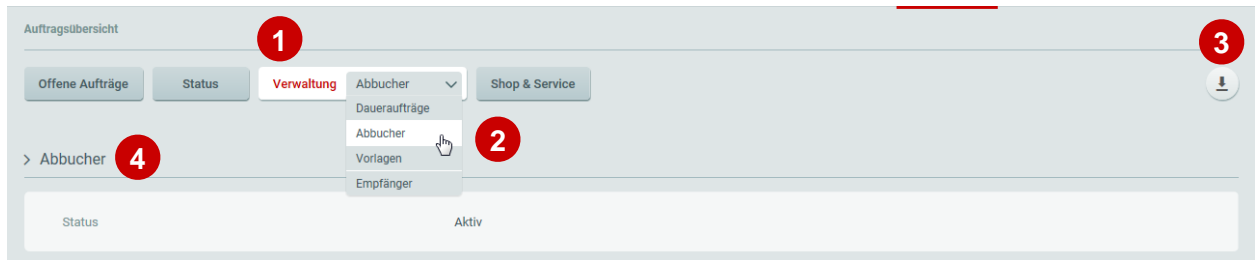 Auftragsübersicht
1
3
Offene Aufträge
Status
Verwaltung
Abbucher
Shop & Service
Daueraufträge
Abbucher
2
Vorlagen
Empfänger
Abbucher
4
Status
Aktiv